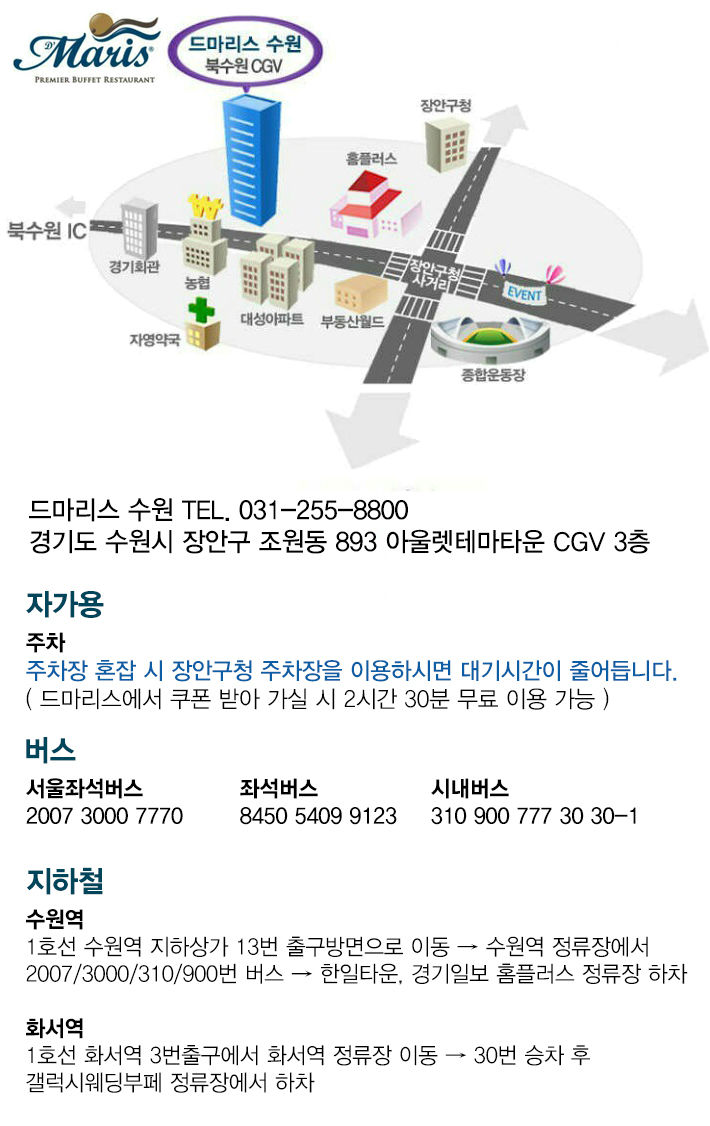 D'Maris®
PREMIER BUFFET RESTAURANT
드마리스 수원
북수원 CGV
장안구청
홈플러스
북수원 IC
경기회관
농협
대성아파트
부동산월드
장안구청
사거리
EVENT
자영약국
종합운동장
드마리스 수원 TEL. 031-255-8800
경기도 수원시 장안구 조원동 893 아울렛테마타운 CGV 3층
자가용
주차
주차장 혼잡 시 장안구청 주차장을 이용하시면 대기시간이 줄어듭니다.
( 드마리스에서 쿠폰 받아 가실 시 2시간 30분 무료 이용 가능 )
버스
서울좌석버스 좌석버스 시내버스
2007 3000 7770 8450 5409 9123 310 900 777 30 30-1
지하철
수원역
1호선 수원역 지하상가 13번 출구방면으로 이동 → 수원역 정류장에서
2007/3000/310/900번 버스 → 한일타운, 경기일보 홈플러스 정류장 하차
화서역
1호선 화서역 3번출구에서 화서역 정류장 이동 → 30번 승차 후
갤럭시웨딩부페 정류장에서 하차